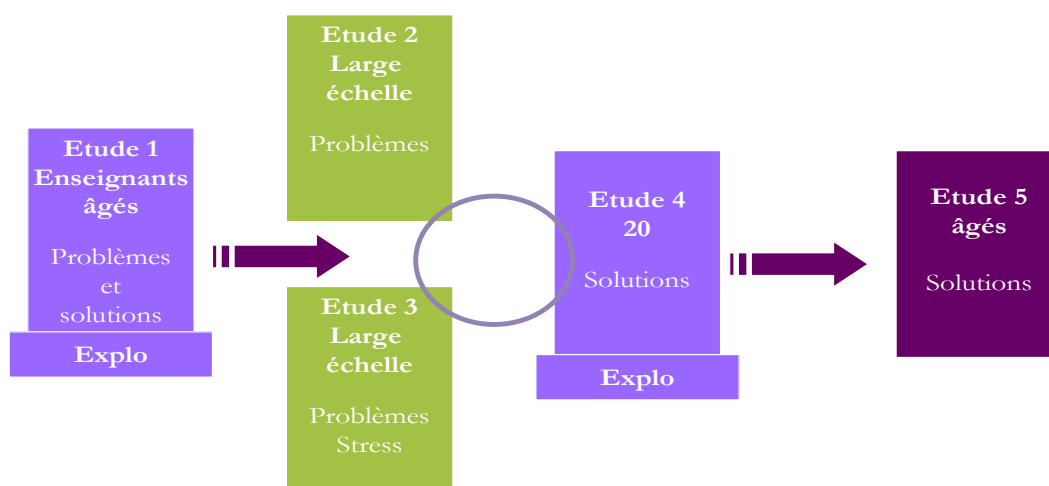 Etude 1
Enseignants
âgés
Problèmes
et
solutions
Explo
Etude 2
Large
échelle
Problèmes
Etude 3
Large
échelle
Problèmes
Stress
Etude 4
20
Solutions
Explo
Etude 5
âgés
Solutions